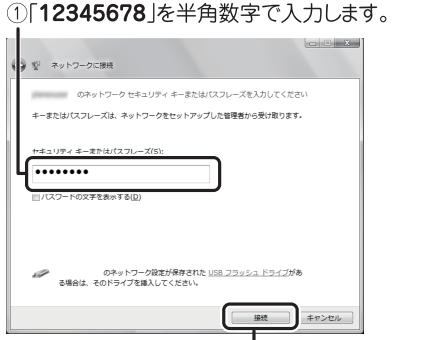 ①「12345678」を半角数字で入力します。
ネットワークに接続
のネットワーク セキュリティ キーまたはパスフレーズを入力してください
キーまたはパスフレーズは、ネットワークをセットアップした管理者から受け取ります。
セキュリティ キーまたはパスフレーズ(S):
●●●●●●●●
パスワードの文字を表示する(D)
のネットワーク設定が保存された USB フラッシュ ドライブがあ
る場合は、そのドライブを挿入してください。
接続 キャンセル